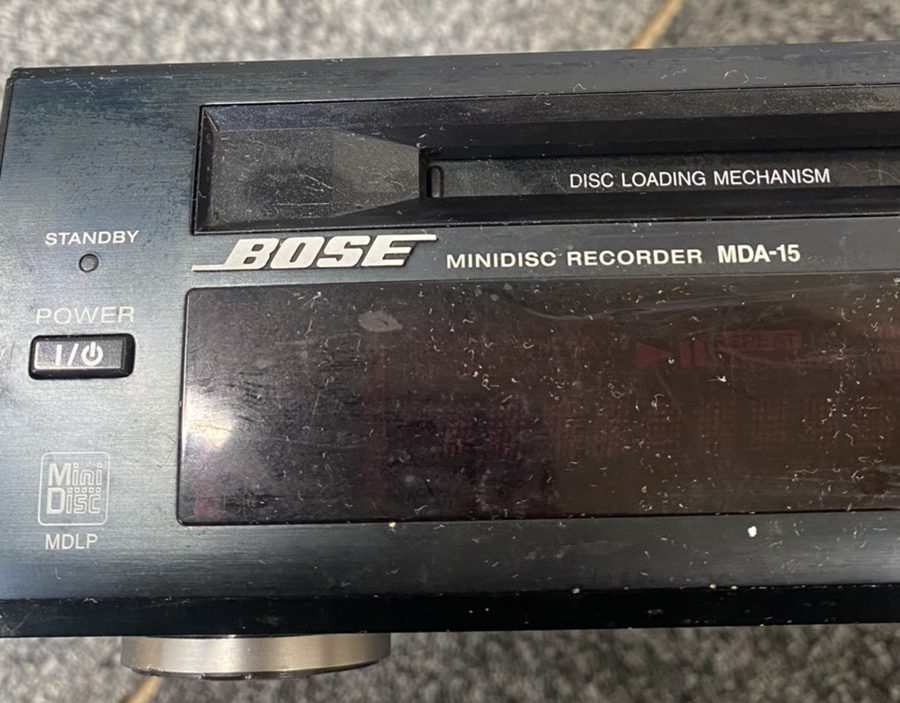 DISC LOADING MECHANISM
STANDBY
BOSE MINIDISC RECORDER MDA-15
POWER
I/⏻
REPEAT
Mini
Disc
MDLP